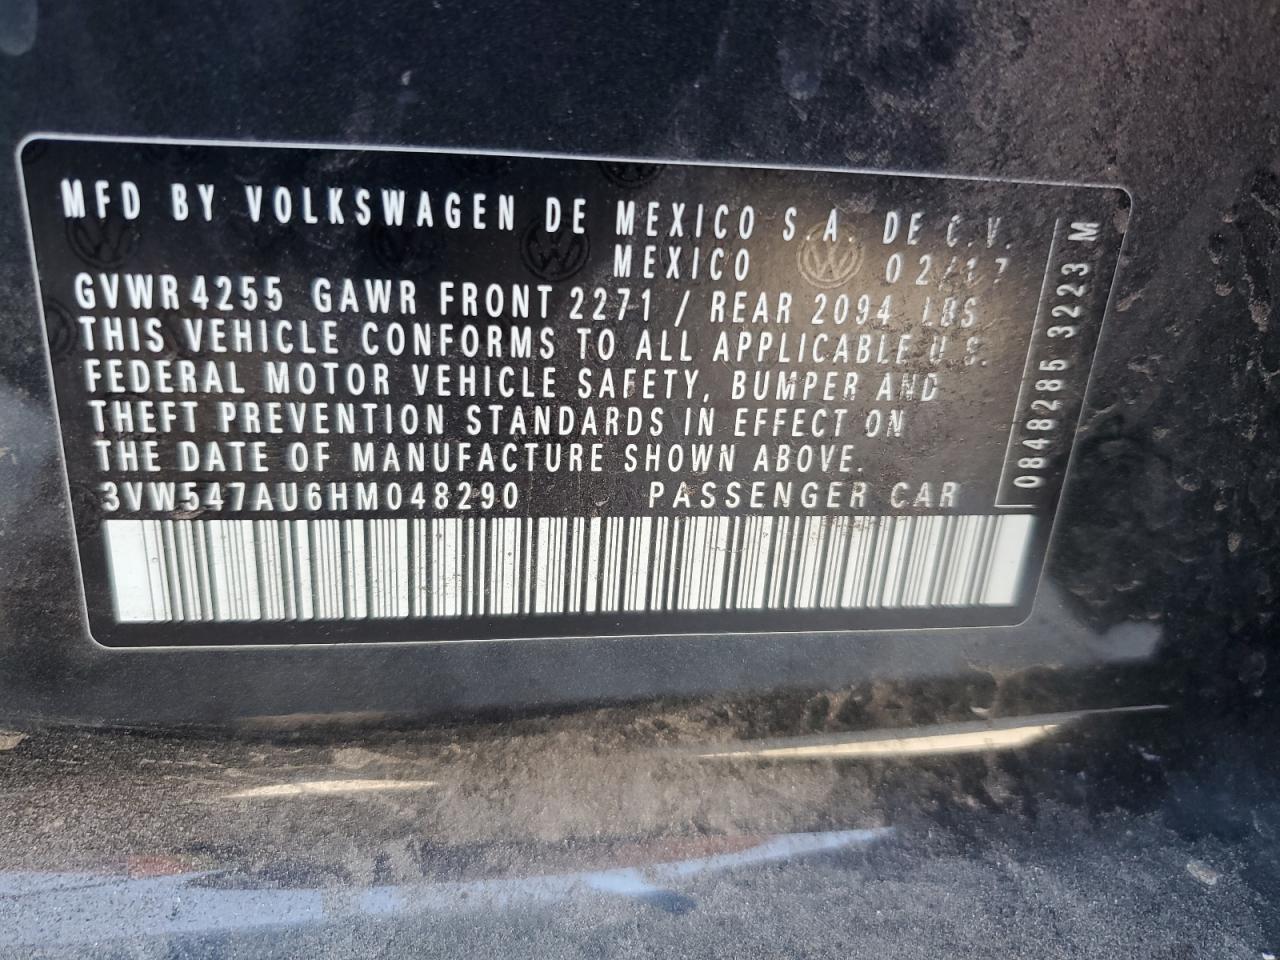 MFD BY VOLKSWAGEN DE MEXICO S.A. DE C.V.
MEXICO 02/17
GVWR 4255 GAWR FRONT 2271 / REAR 2094 LBS
THIS VEHICLE CONFORMS TO ALL APPLICABLE U.S.
FEDERAL MOTOR VEHICLE SAFETY, BUMPER AND
THEFT PREVENTION STANDARDS IN EFFECT ON
THE DATE OF MANUFACTURE SHOWN ABOVE.
3VW547AU6HM048290 PASSENGER CAR
0848285 3223 M